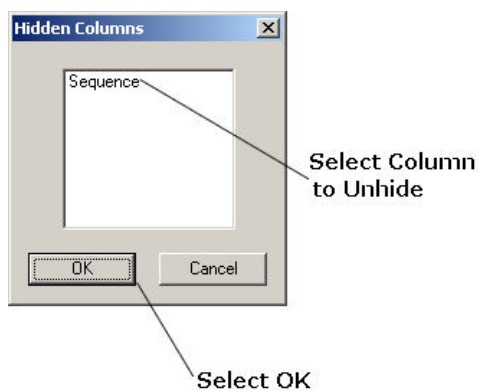 Hidden Columns
Sequence
Select Column
to Unhide
OK
Cancel
Select OK